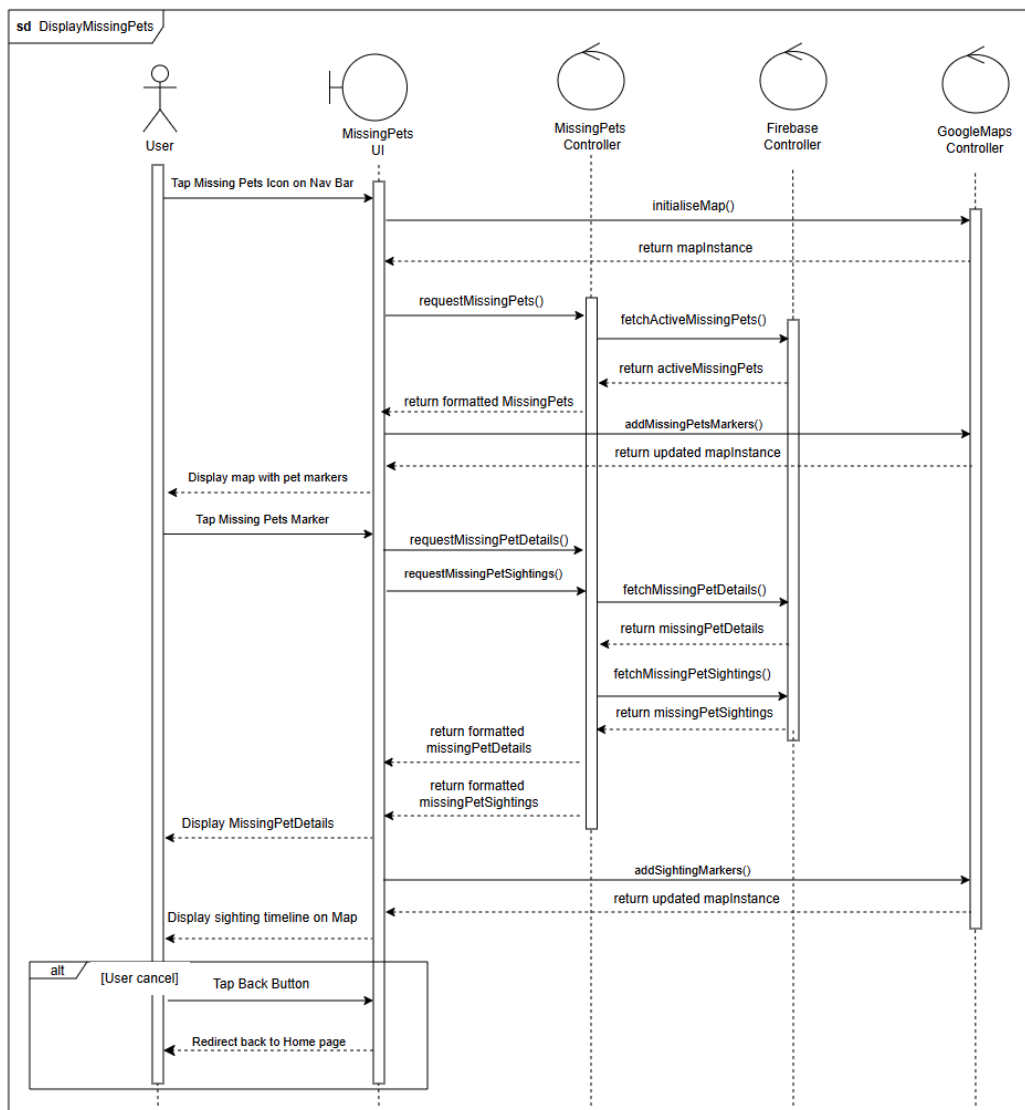 sd DisplayMissingPets
User
MissingPets
UI
MissingPets
Controller
Firebase
Controller
GoogleMaps
Controller
Tap Missing Pets Icon on Nav Bar
initialiseMap()
return mapInstance
requestMissingPets()
fetchActiveMissingPets()
return activeMissingPets
return formatted MissingPets
addMissingPetsMarkers()
return updated mapInstance
Display map with pet markers
Tap Missing Pets Marker
requestMissingPetDetails()
requestMissingPetSightings()
fetchMissingPetDetails()
return missingPetDetails
fetchMissingPetSightings()
return missingPetSightings
return formatted
missingPetDetails
return formatted
missingPetSightings
Display MissingPetDetails
addSightingMarkers()
return updated mapInstance
Display sighting timeline on Map
alt
[User cancel]
Tap Back Button
Redirect back to Home page